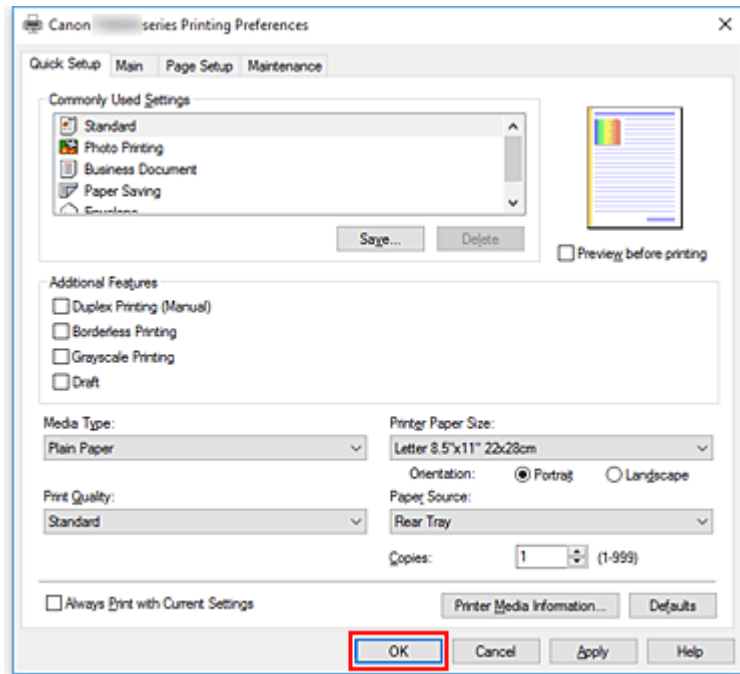 Canon series Printing Preferences
Quick Setup Main Page Setup Maintenance
Commonly Used Settings
Standard
Photo Printing
Business Document
Paper Saving
Envelope
Save... Delete
Preview before printing
Additional Features
Duplex Printing (Manual)
Borderless Printing
Grayscale Printing
Draft
Media Type: Printer Paper Size:
Plain Paper Letter 8.5"x11" 22x28cm
Orientation: Portrait Landscape
Print Quality: Paper Source:
Standard Rear Tray
Copies: 1 (1-999)
Always Print with Current Settings Printer Media Information... Defaults
OK Cancel Apply Help